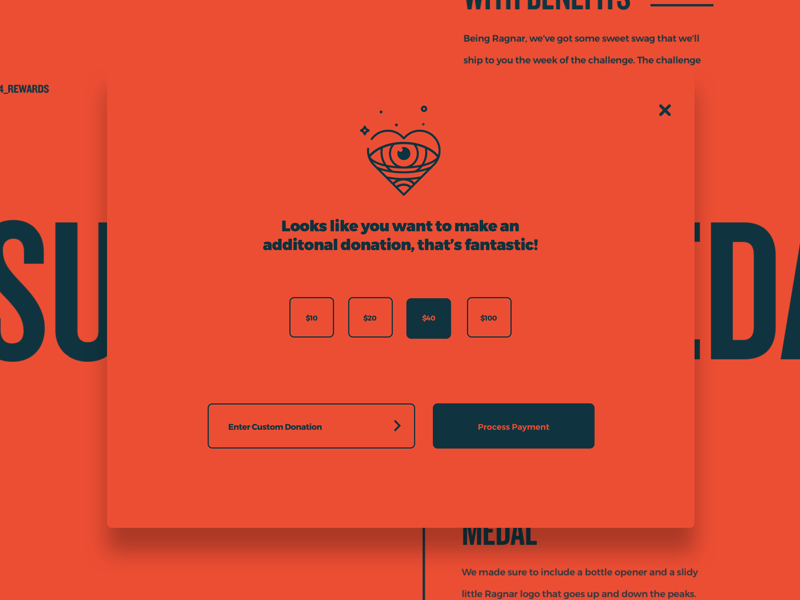 WITH BENEFITS
Being Ragnar, we've got some sweet swag that we'll
ship to you the week of the challenge. The challenge
4_REWARDS
Looks like you want to make an
additonal donation, that's fantastic!
SU
EDA
$10
$20
$40
$100
Enter Custom Donation
Process Payment
MEDAL
We made sure to include a bottle opener and a slidy
little Ragnar logo that goes up and down the peaks.